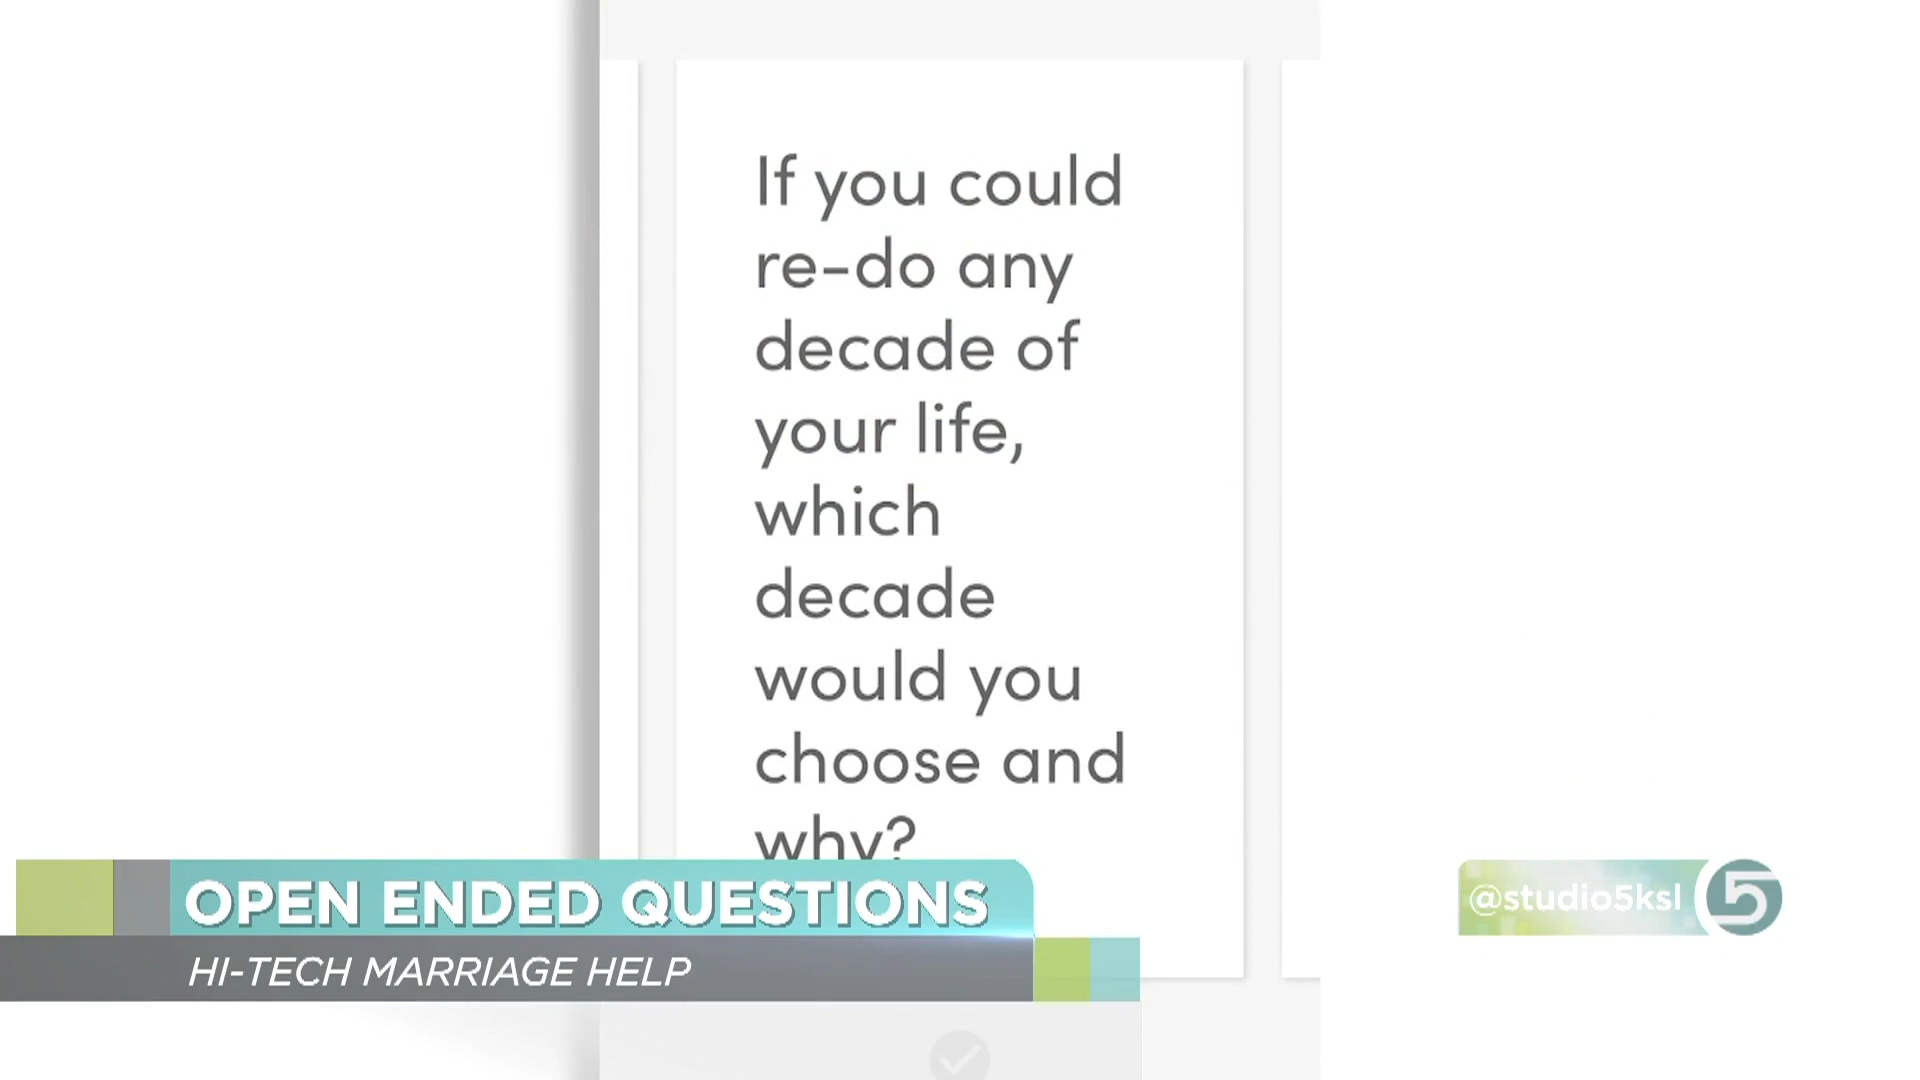 If you could
re-do any
decade of
your life,
which
decade
would you
choose and
why?
OPEN ENDED QUESTIONS
HI-TECH MARRIAGE HELP
@studio5ksl 5